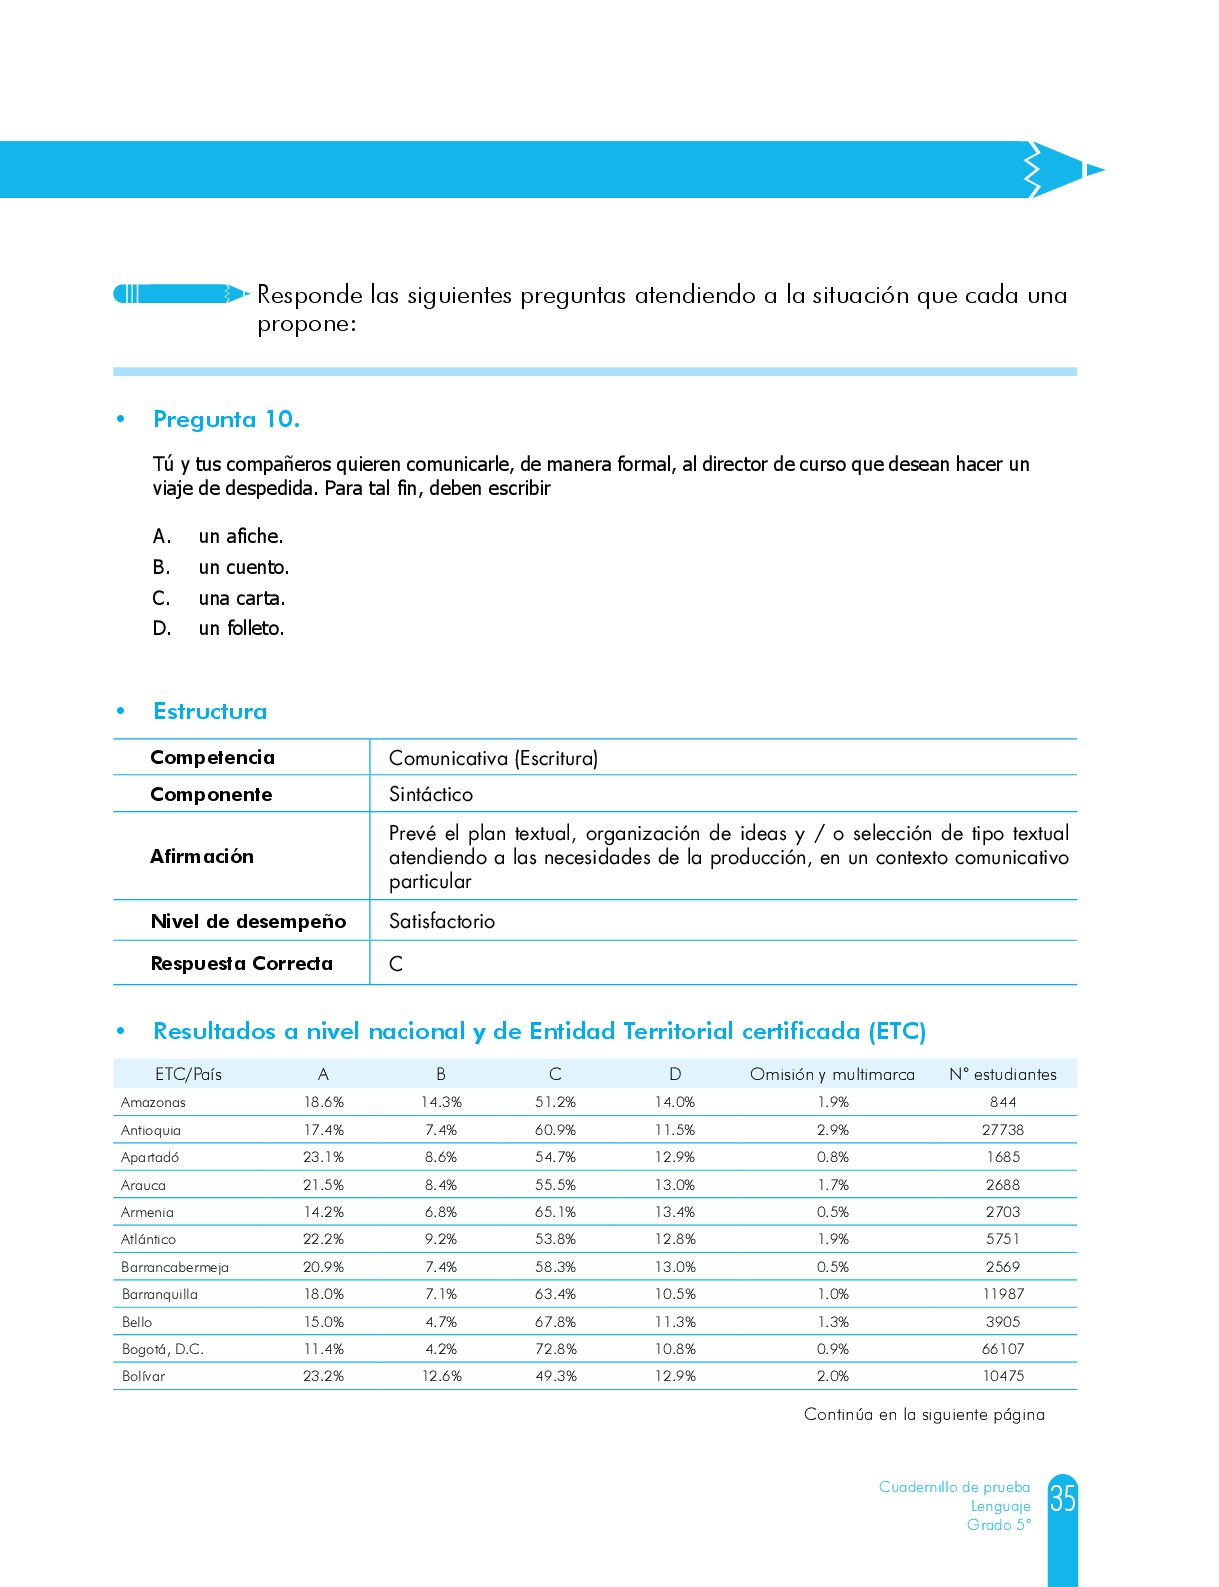 Responde las siguientes preguntas atendiendo a la situación que cada una
propone:
• Pregunta 10.
Tú y tus compañeros quieren comunicarle, de manera formal, al director de curso que desean hacer un
viaje de despedida. Para tal fin, deben escribir
A. un afiche.
B. un cuento.
C. una carta.
D. un folleto.
• Estructura
Competencia Comunicativa (Escritura)
Componente Sintáctico
Afirmación Prevé el plan textual, organización de ideas y / o selección de tipo textual
atendiendo a las necesidades de la producción, en un contexto comunicativo
particular
Nivel de desempeño Satisfactorio
Respuesta Correcta C
• Resultados a nivel nacional y de Entidad Territorial certificada (ETC)
ETC/País A B C D Omisión y multimarca N° estudiantes
Amazonas 18.6% 14.3% 51.2% 14.0% 1.9% 844
Antioquia 17.4% 7.4% 60.9% 11.5% 2.9% 27738
Apartadó 23.1% 8.6% 54.7% 12.9% 0.8% 1685
Arauca 21.5% 8.4% 55.5% 13.0% 1.7% 2688
Armenia 14.2% 6.8% 65.1% 13.4% 0.5% 2703
Atlántico 22.2% 9.2% 53.8% 12.8% 1.9% 5751
Barrancabermeja 20.9% 7.4% 58.3% 13.0% 0.5% 2569
Barranquilla 18.0% 7.1% 63.4% 10.5% 1.0% 11987
Bello 15.0% 4.7% 67.8% 11.3% 1.3% 3905
Bogotá, D.C. 11.4% 4.2% 72.8% 10.8% 0.9% 66107
Bolívar 23.2% 12.6% 49.3% 12.9% 2.0% 10475
Continúa en la siguiente página
Cuadernillo de prueba
Lenguaje
Grado 5°
35